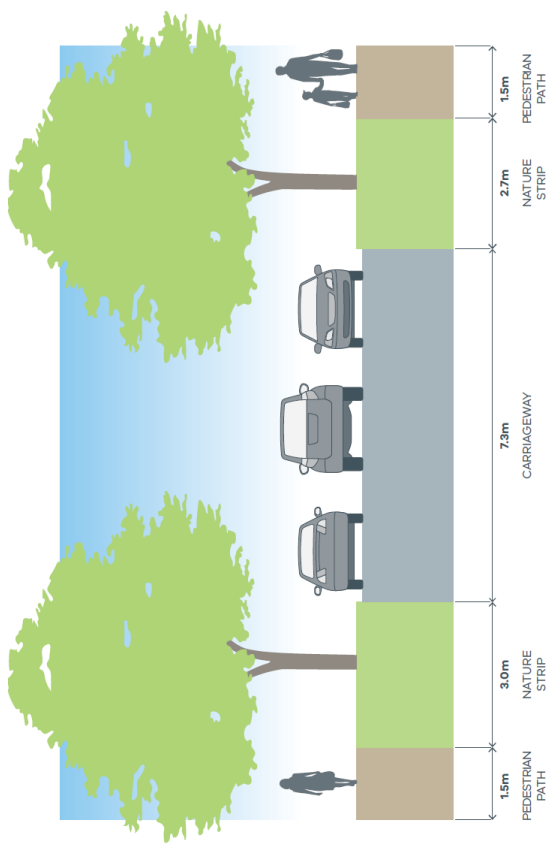 1.5m
PEDESTRIAN
PATH
3.0m
NATURE
STRIP
7.3m
CARRIAGEWAY
2.7m
NATURE
STRIP
1.5m
PEDESTRIAN
PATH